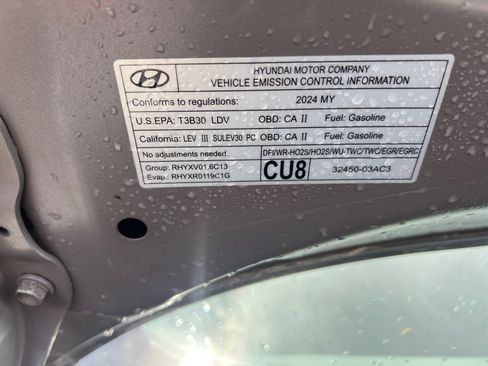 HYUNDAI MOTOR COMPANY
VEHICLE EMISSION CONTROL INFORMATION
Conforms to regulations: 2024 MY
U.S.EPA: T3B30 LDV OBD: CA II Fuel: Gasoline
California: LEV III SULEV30 PC OBD: CA II Fuel: Gasoline
No adjustments needed. DFI/WR-HO2S/HO2S/WU-TWC/TWC/EGR/EGRC
Group: RHYXV01.6C13
Evap.: RHYXR0119C1G
CU8 32450-03AC3